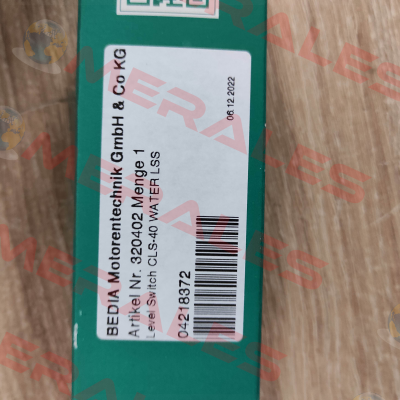 BEDIA Motorentechnik GmbH & Co KG
Artikel Nr. 320402 Menge 1
Level Switch CLS-40 WATER LSS
04218372
06.12.2022
MERALES